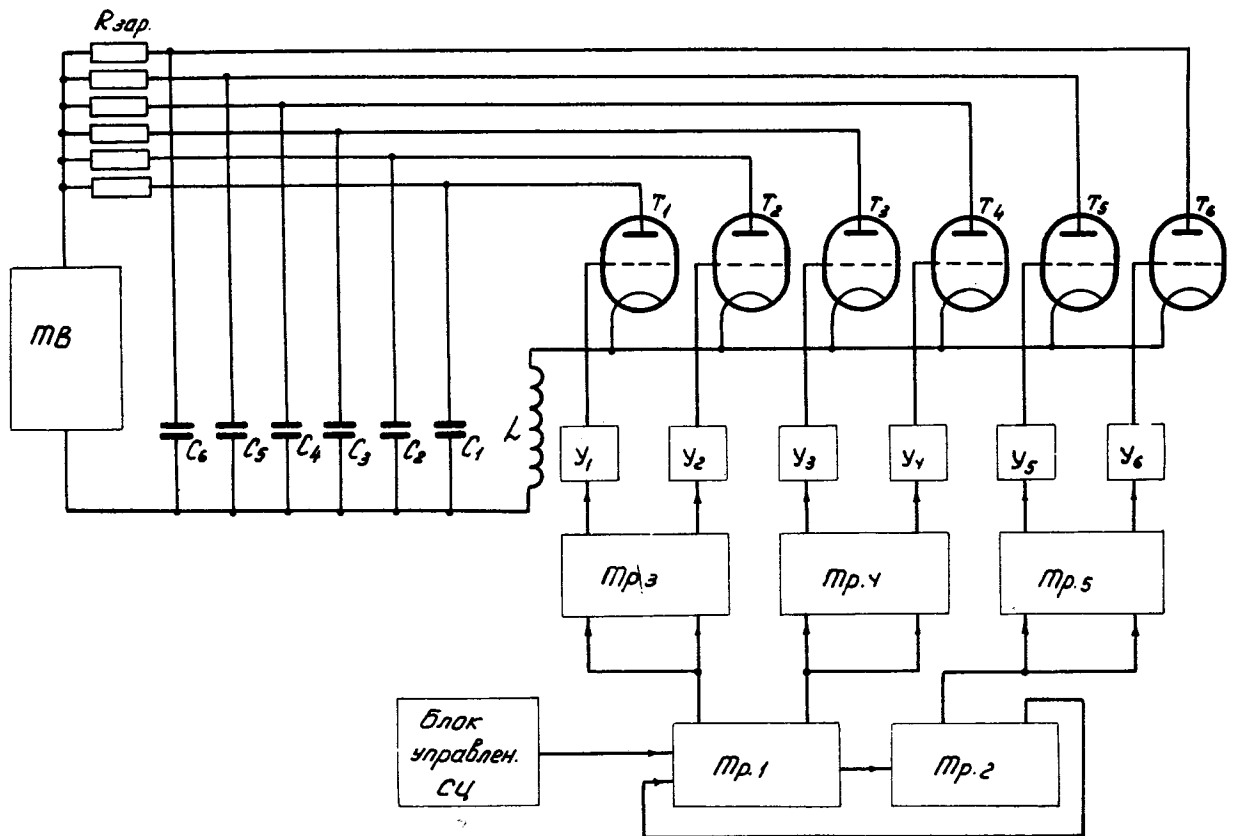 Rзар.
T₁ T₂ T₃ T₄ T₅ T₆
ТВ
C₆ C₅ C₄ C₃ C₂ C₁ L
У₁ У₂ У₃ У₄ У₅ У₆
Тр.3 Тр.4 Тр.5
Блок
управлен.
СЦ
Тр.1 Тр.2